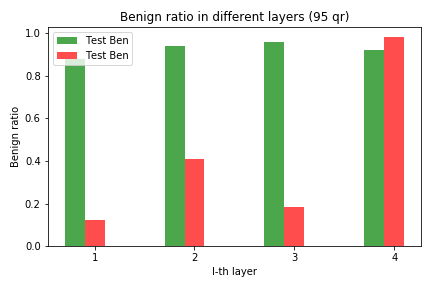 Benign ratio in different layers (95 qr)
Test Ben
Test Ben
1.0
0.8
0.6
0.4
0.2
0.0
Benign ratio
1 2 3 4
l-th layer